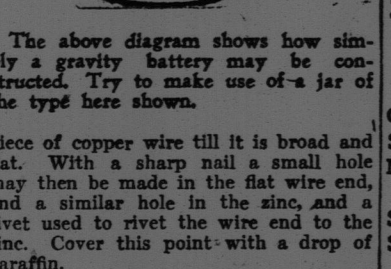 The above diagram shows how sim-
ly a gravity battery may be con-
tructed. Try to make use of a jar of
he type here shown.
iece of copper wire till it is broad and
at. With a sharp nail a small hole
nay then be made in the flat wire end,
nd a similar hole in the zinc, and a
ivet used to rivet the wire end to the
inc. Cover this point with a drop of
araffin.